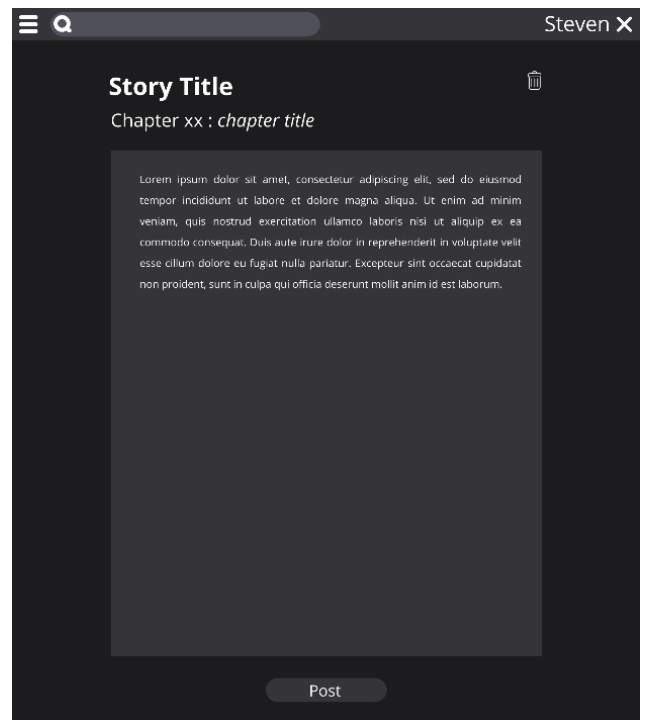 Steven
Story Title
Chapter xx : chapter title
Lorem ipsum dolor sit amet, consectetur adipiscing elit, sed do eiusmod
tempor incididunt ut labore et dolore magna aliqua. Ut enim ad minim
veniam, quis nostrud exercitation ullamco laboris nisi ut aliquip ex ea
commodo consequat. Duis aute irure dolor in reprehenderit in voluptate velit
esse cillum dolore eu fugiat nulla pariatur. Excepteur sint occaecat cupidatat
non proident, sunt in culpa qui officia deserunt mollit anim id est laborum.
Post